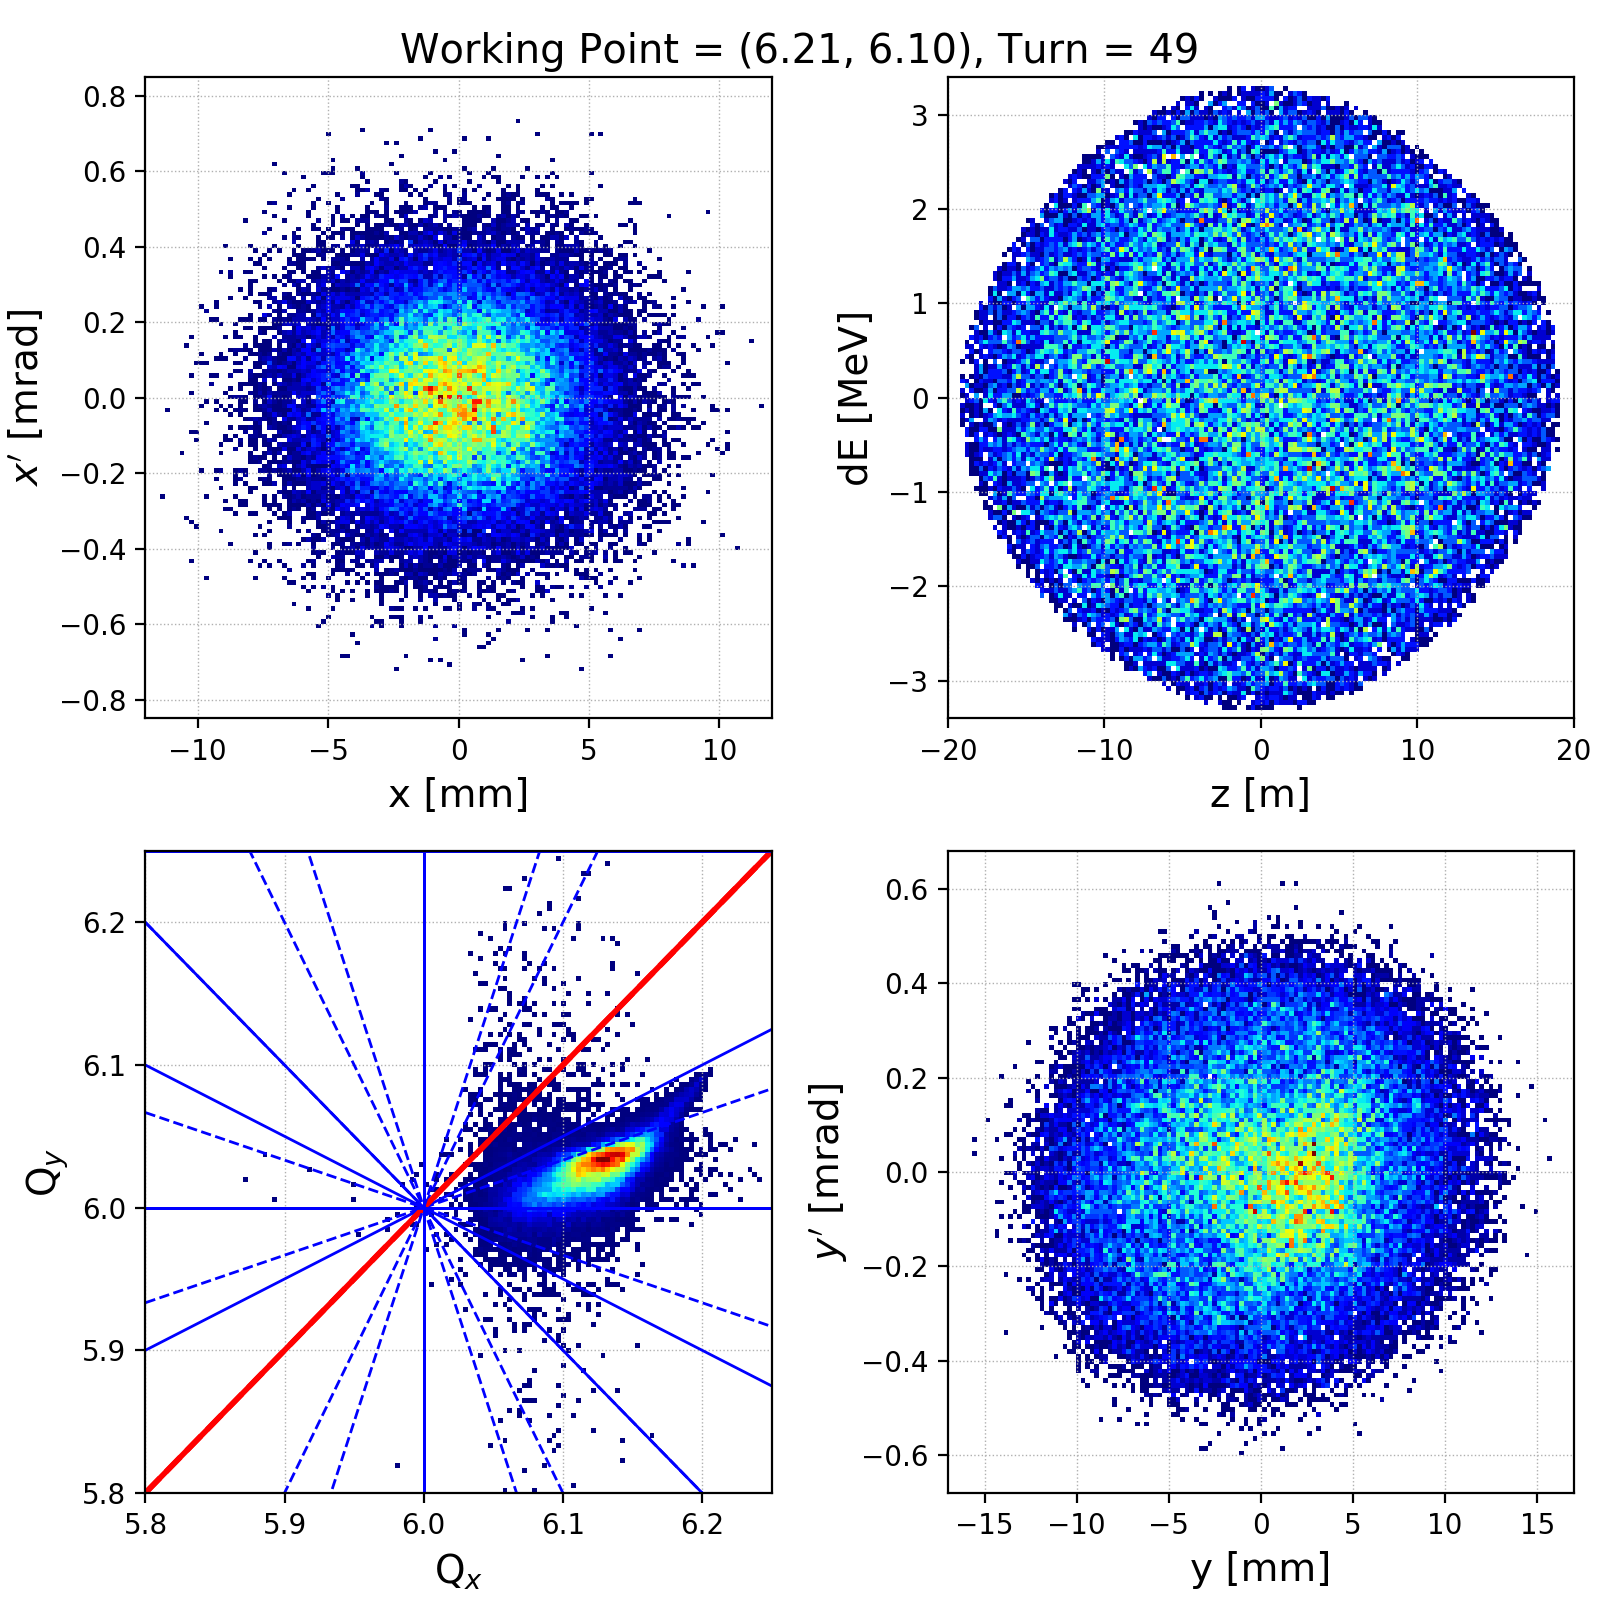 Working Point = (6.21, 6.10), Turn = 49
0.8
0.6
0.4
0.2
0.0
−0.2
−0.4
−0.6
−0.8
x′ [mrad]
−10 −5 0 5 10
x [mm]
3
2
1
0
−1
−2
−3
dE [MeV]
−20 −10 0 10 20
z [m]
6.2
6.1
6.0
5.9
5.8
Qy
5.8 5.9 6.0 6.1 6.2
Qx
0.6
0.4
0.2
0.0
−0.2
−0.4
−0.6
y′ [mrad]
−15 −10 −5 0 5 10 15
y [mm]